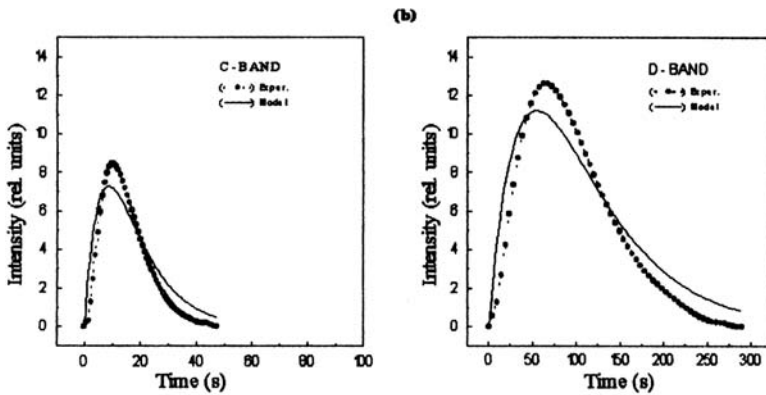 (b)
C-BAND
(· ● ·) Exper.
(—) Model
14
12
10
8
6
4
2
0
Intensity (rel. units)
0 20 40 60 80 100
Time (s)
D-BAND
(- ● -) Exper.
(—) Model
14
12
10
8
6
4
2
0
Intensity (rel. units)
0 50 100 150 200 250 300
Time (s)